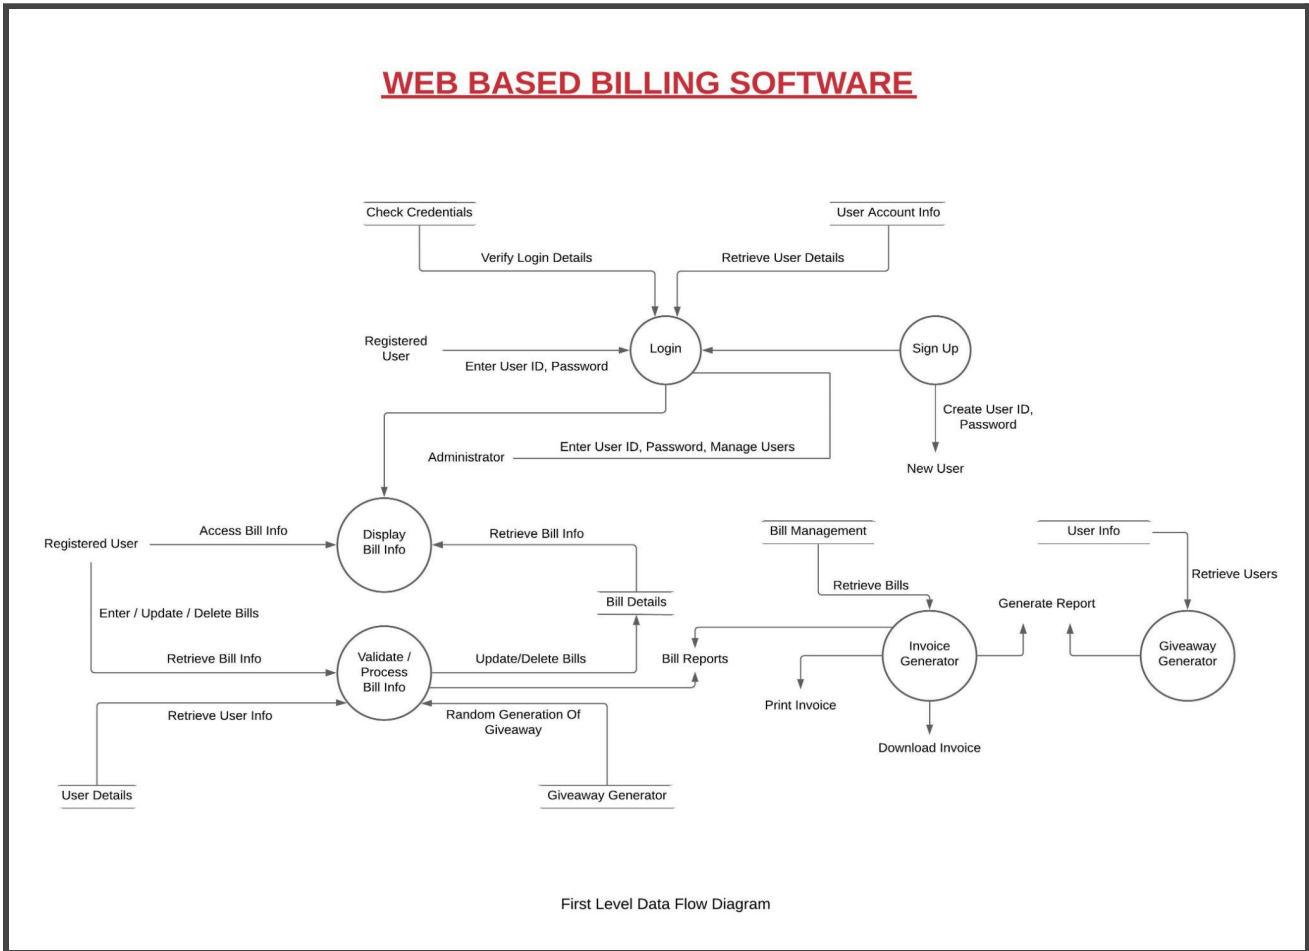 WEB BASED BILLING SOFTWARE
Check Credentials
User Account Info
Verify Login Details
Retrieve User Details
Registered
User
Enter User ID, Password
Login
Sign Up
Create User ID,
Password
New User
Administrator
Enter User ID, Password, Manage Users
Registered User
Access Bill Info
Display
Bill Info
Retrieve Bill Info
Bill Details
Enter / Update / Delete Bills
Retrieve Bill Info
Validate /
Process
Bill Info
Update/Delete Bills
Bill Reports
Retrieve User Info
Random Generation Of
Giveaway
User Details
Giveaway Generator
Bill Management
Retrieve Bills
Invoice
Generator
Print Invoice
Download Invoice
Generate Report
User Info
Retrieve Users
Giveaway
Generator
First Level Data Flow Diagram